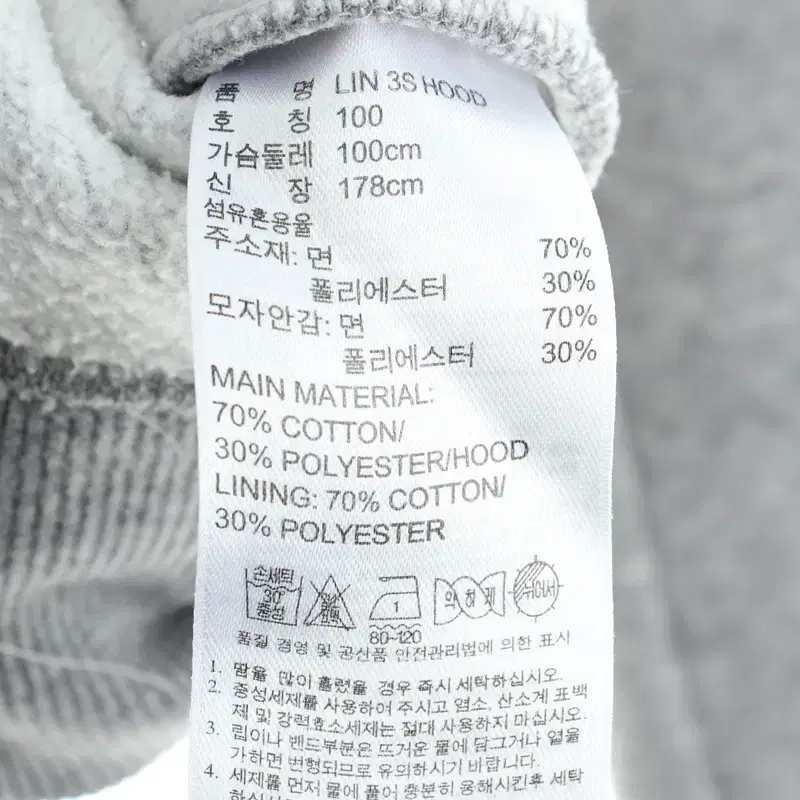 품 명 LIN 3S HOOD
호 칭 100
가슴둘레 100cm
신 장 178cm
섬유혼용율
주소재: 면 70%
폴리에스터 30%
모자안감: 면 70%
폴리에스터 30%
MAIN MATERIAL:
70% COTTON/
30% POLYESTER/HOOD
LINING: 70% COTTON/
30% POLYESTER
손세탁 30 중성 1 80-120 약하게 뉘어서
품질 경영 및 공산품 안전관리법에 의한 표시
1. 땀을 많이 흘렸을 경우 즉시 세탁하십시오.
2. 중성세제를 사용하여 주시고 염소, 산소계 표백
제 및 강력효소세제는 절대 사용하지 마십시오.
3. 립이나 밴드부분은 뜨거운 물에 담그거나 열을
가하면 변형되므로 유의하시기 바랍니다.
4. 세제를 먼저 물에 풀어 충분히 용해시킨후 세탁
하십시오